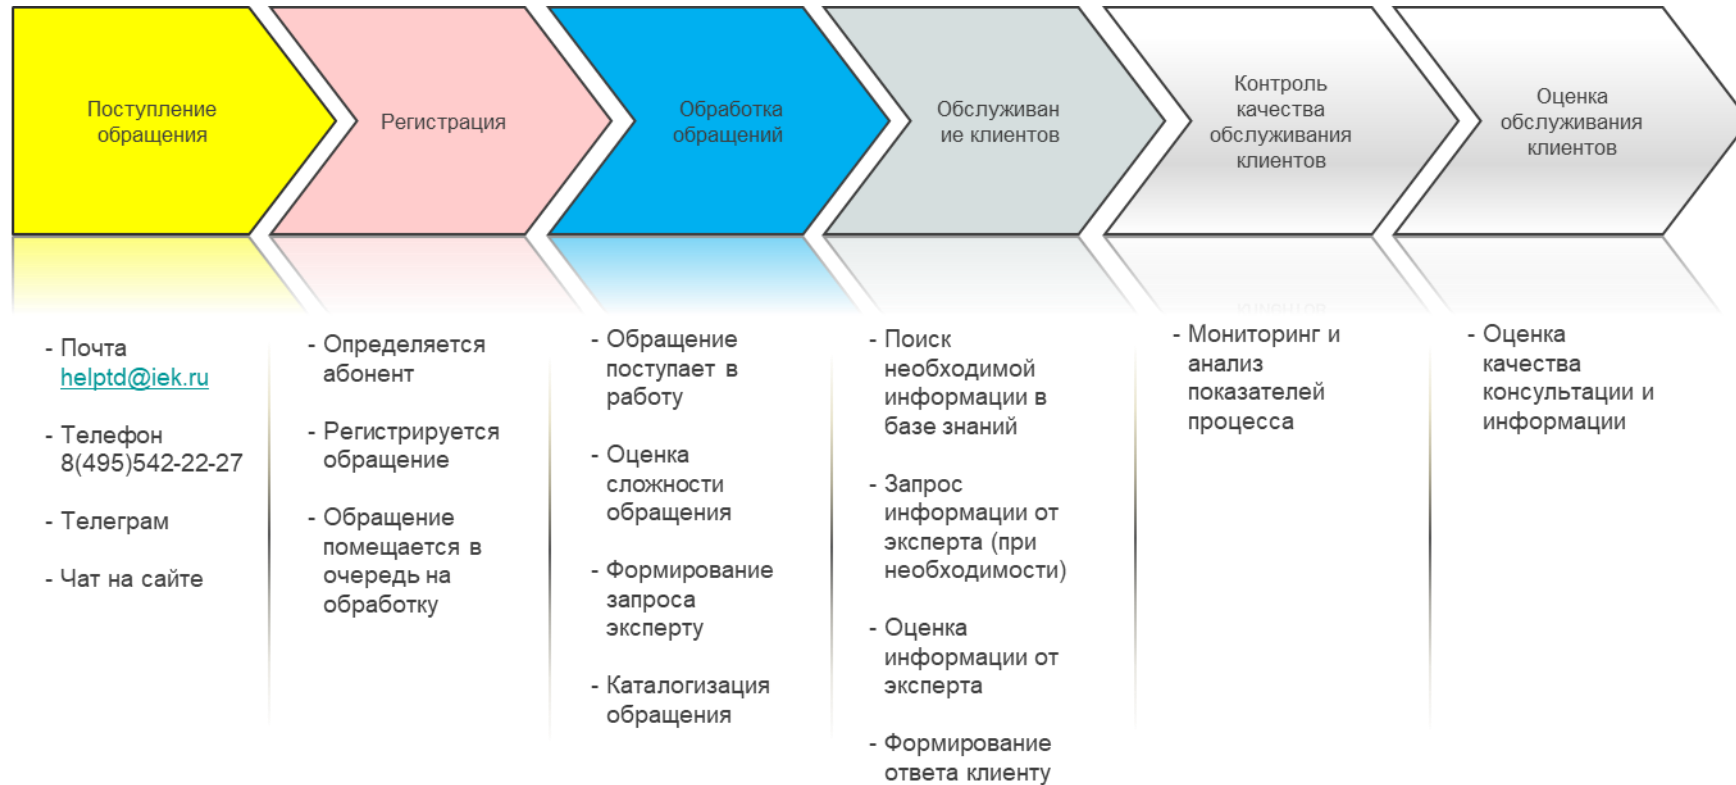 Поступление
обращения
Регистрация
Обработка
обращений
Обслуживан
ие клиентов
Контроль
качества
обслуживания
клиентов
Оценка
обслуживания
клиентов
- Почта
helptd@iek.ru
- Телефон
8(495)542-22-27
- Телеграм
- Чат на сайте
- Определяется
абонент
- Регистрируется
обращение
- Обращение
помещается в
очередь на
обработку
- Обращение
поступает в
работу
- Оценка
сложности
обращения
- Формирование
запроса
эксперту
- Каталогизация
обращения
- Поиск
необходимой
информации в
базе знаний
- Запрос
информации от
эксперта (при
необходимости)
- Оценка
информации от
эксперта
- Формирование
ответа клиенту
- Мониторинг и
анализ
показателей
процесса
- Оценка
качества
консультации и
информации